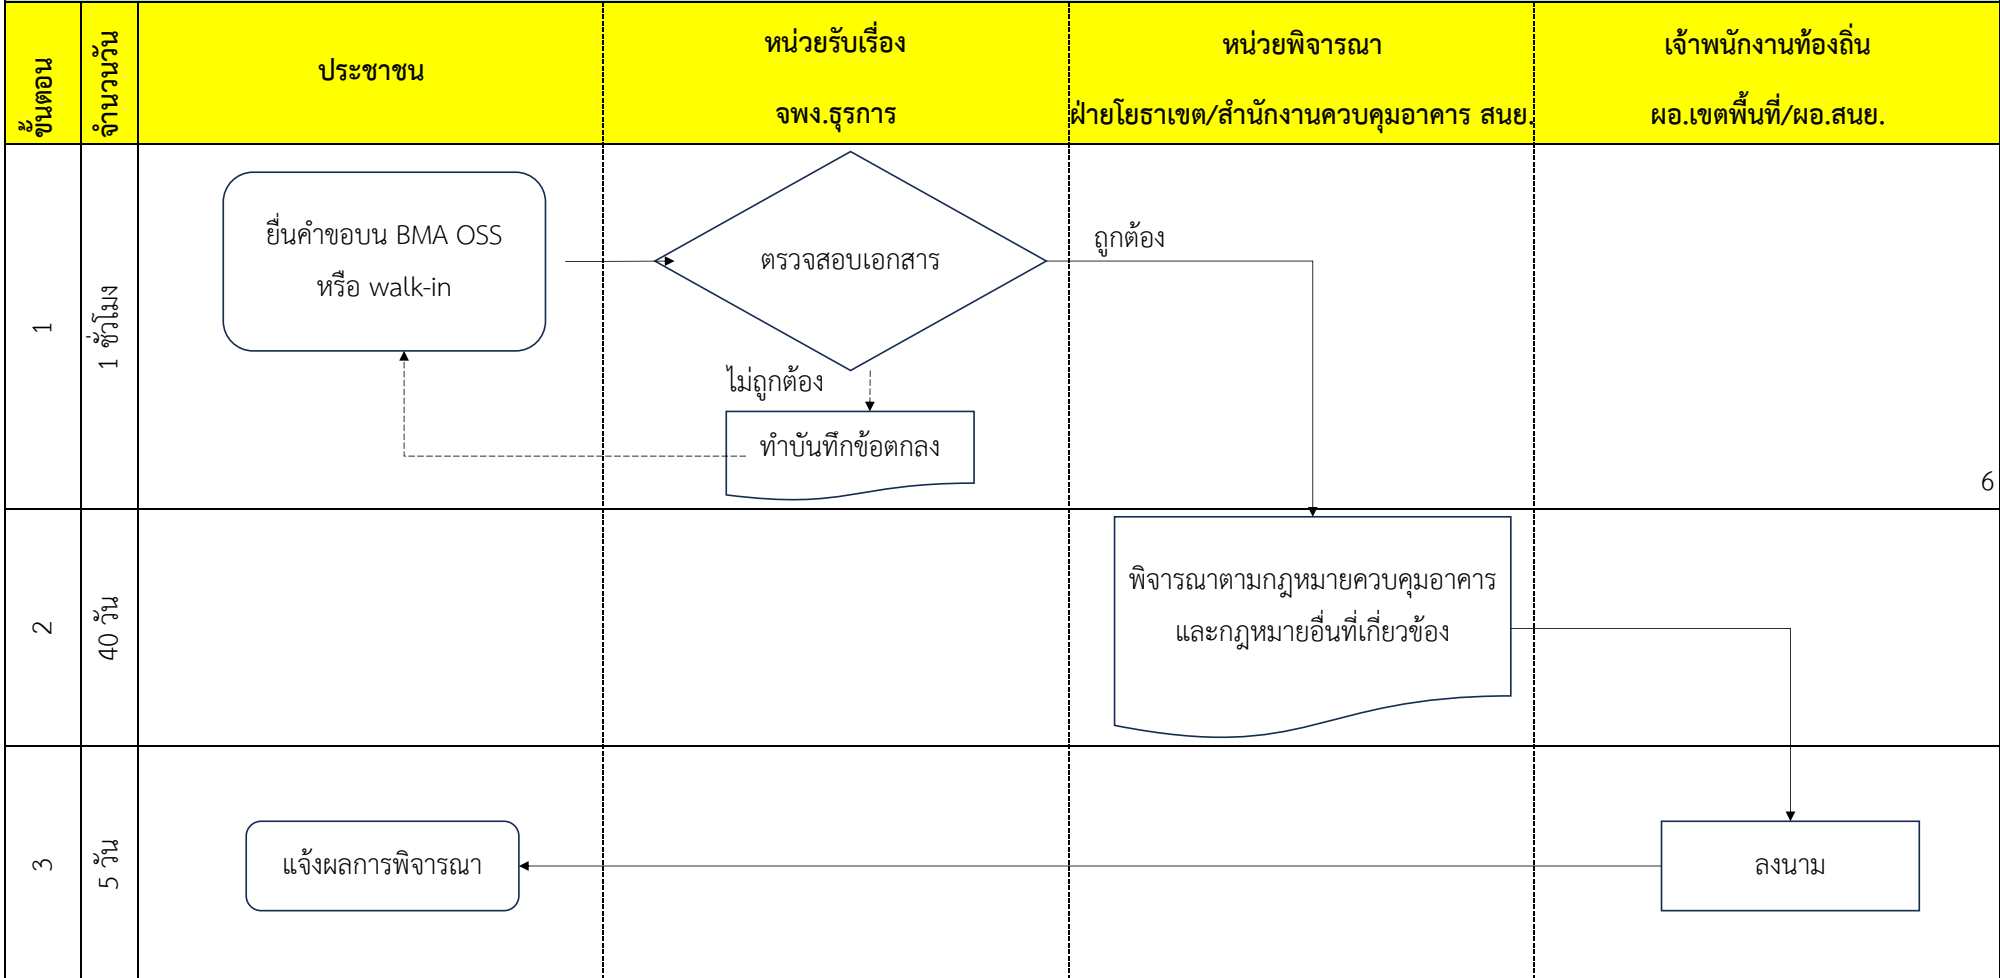 ขั้นตอน
จำนวนวัน
ประชาชน
หน่วยรับเรื่อง
จพง.ธุรการ
หน่วยพิจารณา
ฝ่ายโยธาเขต/สำนักงานควบคุมอาคาร สนย.
เจ้าพนักงานท้องถิ่น
ผอ.เขตพื้นที่/ผอ.สนย.
1
1 ชั่วโมง
ยื่นคำขอบน BMA OSS
หรือ walk-in
ตรวจสอบเอกสาร
ถูกต้อง
ไม่ถูกต้อง
ทำบันทึกข้อตกลง
6
2
40 วัน
พิจารณาตามกฎหมายควบคุมอาคาร
และกฎหมายอื่นที่เกี่ยวข้อง
3
5 วัน
แจ้งผลการพิจารณา
ลงนาม